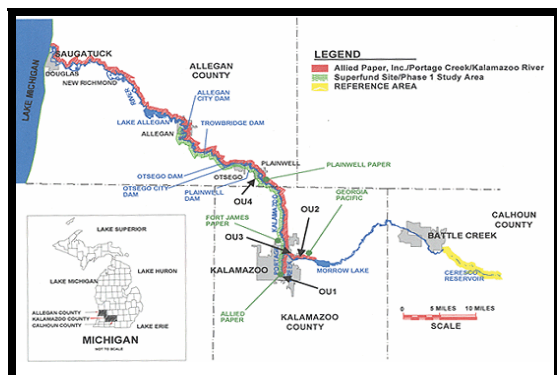 SAUGATUCK
DOUGLAS
NEW RICHMOND
LAKE MICHIGAN
RIVER
ALLEGAN
COUNTY
ALLEGAN
CITY DAM
LAKE ALLEGAN
ALLEGAN
TROWBRIDGE DAM
LEGEND
Allied Paper, Inc./Portage Creek/Kalamazoo River
Superfund Site/Phase 1 Study Area
REFERENCE AREA
OTSEGO DAM
OTSEGO
PLAINWELL
PLAINWELL PAPER
OTSEGO CITY
DAM
PLAINWELL
DAM
OU4
KALAMAZOO
GEORGIA
PACIFIC
FORT JAMES
PAPER
OU2
OU3
CALHOUN
COUNTY
BATTLE CREEK
KALAMAZOO
PORTAGE
CREEK
MORROW LAKE
CERESCO
RESERVOIR
OU1
ALLIED
PAPER
KALAMAZOO
COUNTY
0 5 MILES 10 MILES
SCALE
LAKE SUPERIOR
LAKE HURON
LAKE MICHIGAN
ALLEGAN COUNTY
KALAMAZOO COUNTY
CALHOUN COUNTY
LAKE ERIE
MICHIGAN
NOT TO SCALE